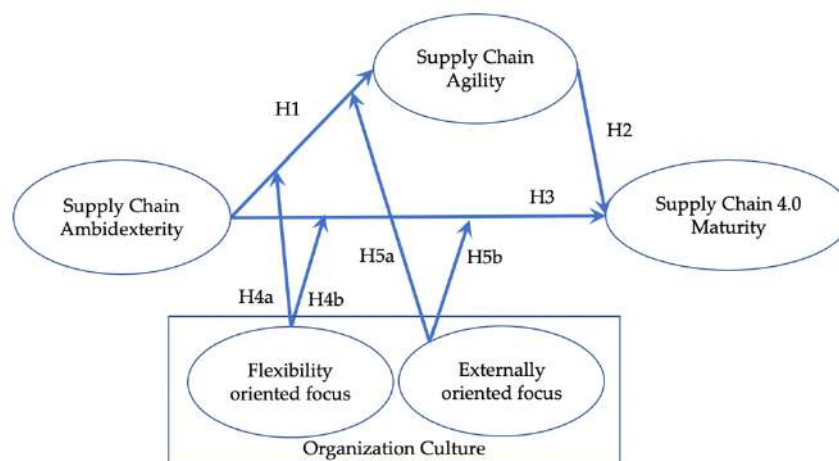 Supply Chain
Agility
H1
H2
Supply Chain
Ambidexterity
H3
Supply Chain 4.0
Maturity
H5a
H5b
H4a
H4b
Flexibility
oriented focus
Externally
oriented focus
Organization Culture